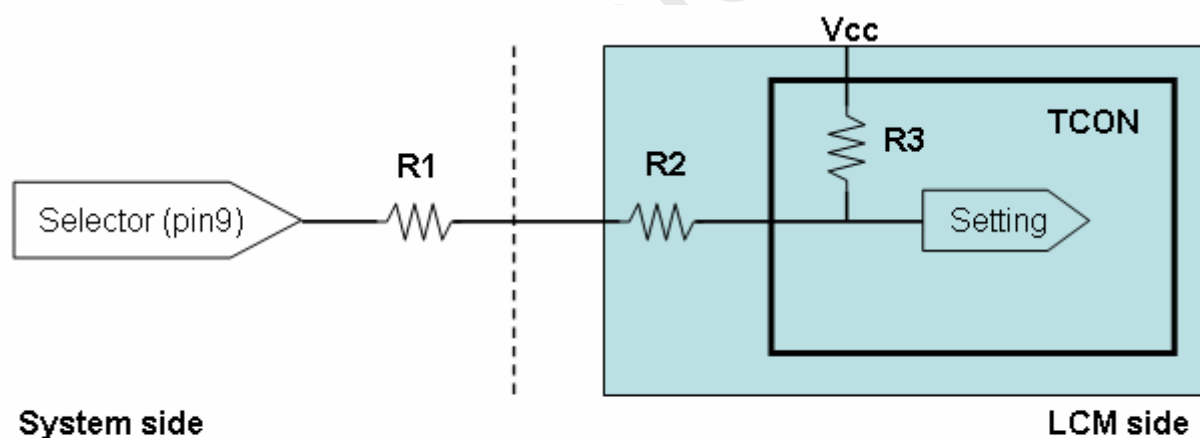 Vcc
TCON
R3
R1
R2
Selector (pin9)
Setting
System side
LCM side